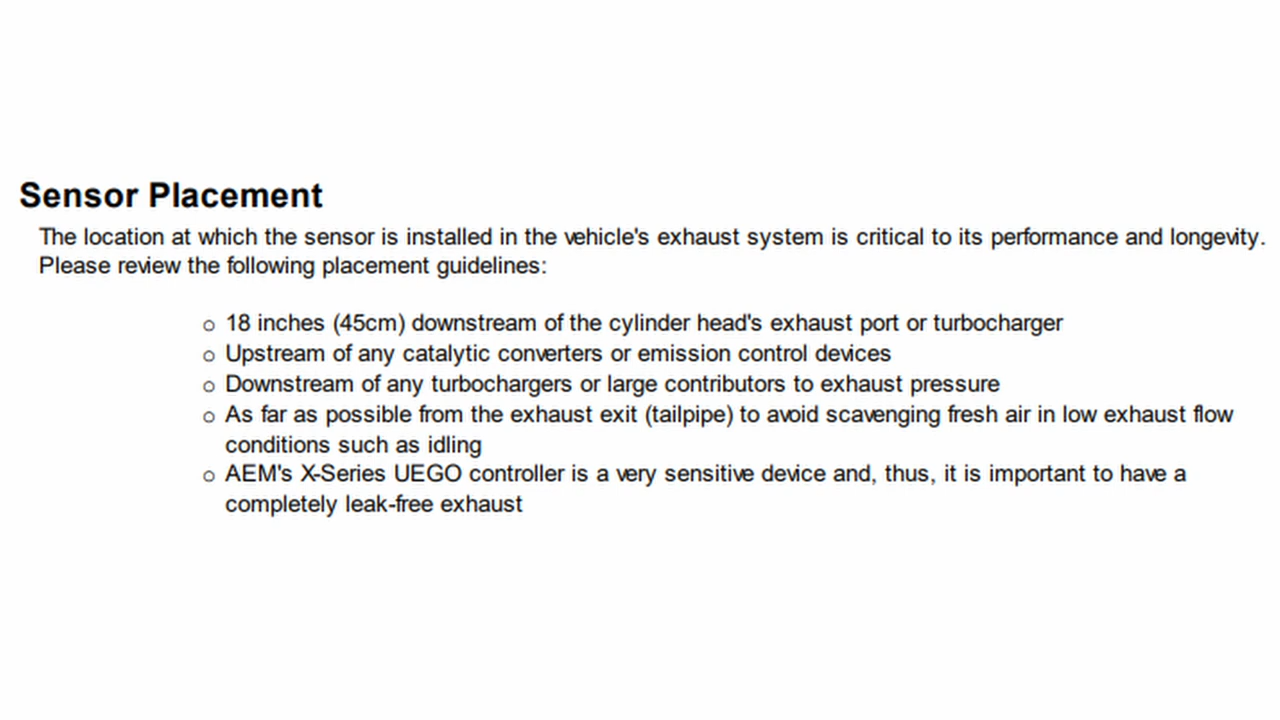 Sensor Placement
The location at which the sensor is installed in the vehicle's exhaust system is critical to its performance and longevity.
Please review the following placement guidelines:
○ 18 inches (45cm) downstream of the cylinder head's exhaust port or turbocharger
○ Upstream of any catalytic converters or emission control devices
○ Downstream of any turbochargers or large contributors to exhaust pressure
○ As far as possible from the exhaust exit (tailpipe) to avoid scavenging fresh air in low exhaust flow
conditions such as idling
○ AEM's X-Series UEGO controller is a very sensitive device and, thus, it is important to have a
completely leak-free exhaust